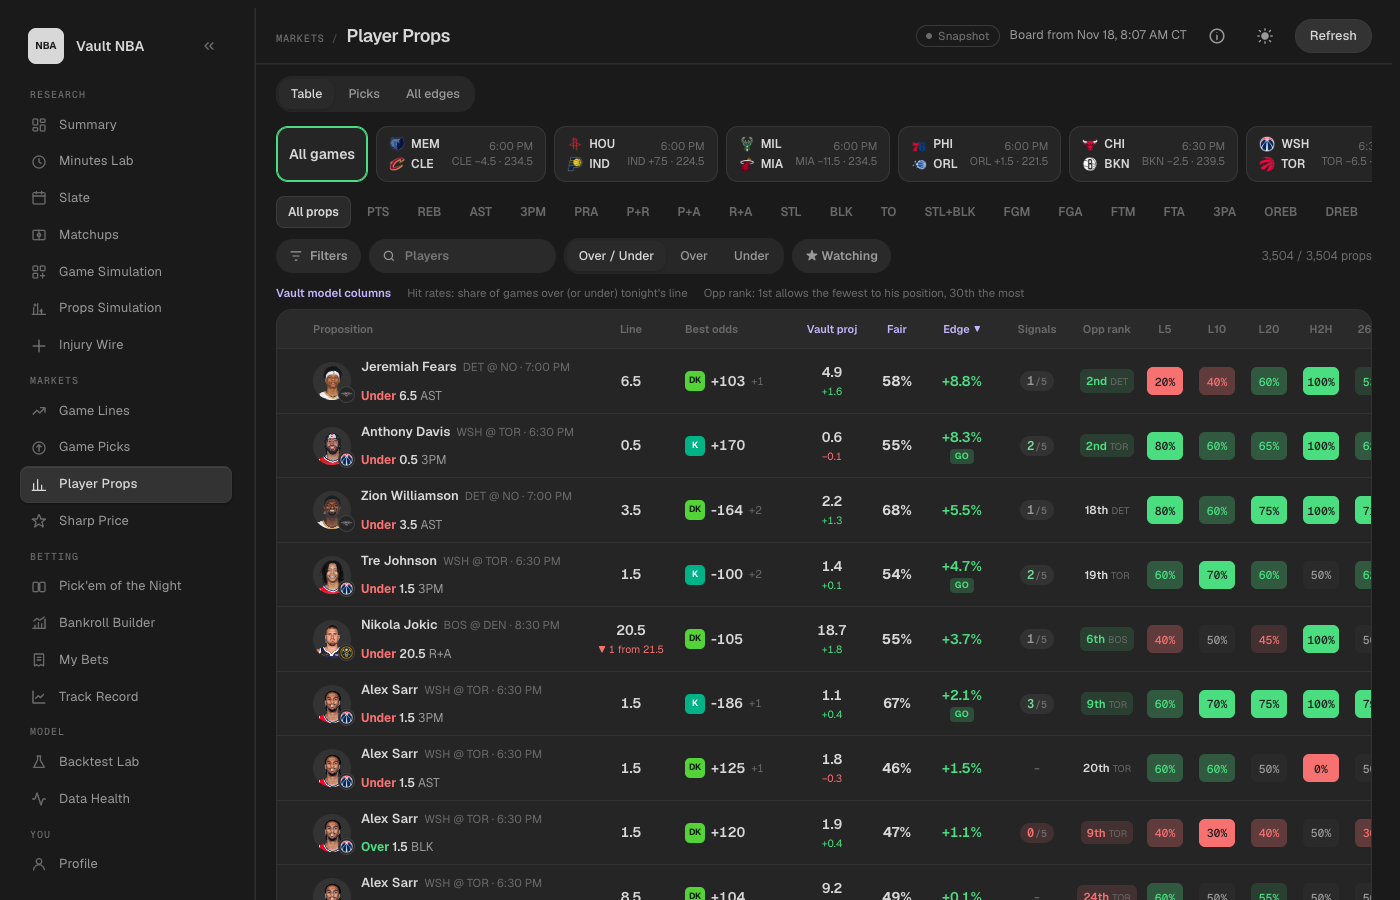 NBA
Vault NBA
RESEARCH
Summary
Minutes Lab
Slate
Matchups
Game Simulation
Props Simulation
Injury Wire
MARKETS
Game Lines
Game Picks
Player Props
Sharp Price
BETTING
Pick'em of the Night
Bankroll Builder
My Bets
Track Record
MODEL
Backtest Lab
Data Health
YOU
Profile
MARKETS / Player Props
Snapshot Board from Nov 18, 8:07 AM CT Refresh
Table Picks All edges
All games
MEM 6:00 PM
CLE CLE −4.5 · 234.5
HOU 6:00 PM
IND IND +7.5 · 224.5
MIL 6:00 PM
MIA MIA −11.5 · 234.5
PHI 6:00 PM
ORL ORL +1.5 · 221.5
CHI 6:30 PM
BKN BKN −2.5 · 239.5
WSH
TOR TOR −6.5 ·
All props PTS REB AST 3PM PRA P+R P+A R+A STL BLK TO STL+BLK FGM FGA FTM FTA 3PA OREB DREB
Filters Players Over / Under Over Under ★ Watching 3,504 / 3,504 props
Vault model columns Hit rates: share of games over (or under) tonight's line Opp rank: 1st allows the fewest to his position, 30th the most
Proposition Line Best odds Vault proj Fair Edge ▼ Signals Opp rank L5 L10 L20 H2H 26
Jeremiah Fears DET @ NO · 7:00 PM
Under 6.5 AST
6.5 DK +103 +1 4.9 +1.6 58% +8.8% 1/5 2nd DET 20% 40% 60% 100%
Anthony Davis WSH @ TOR · 6:30 PM
Under 0.5 3PM
0.5 K +170 0.6 −0.1 55% +8.3% GO 2/5 2nd TOR 80% 60% 65% 100%
Zion Williamson DET @ NO · 7:00 PM
Under 3.5 AST
3.5 DK -164 +2 2.2 +1.3 68% +5.5% 1/5 18th DET 80% 60% 75% 100%
Tre Johnson WSH @ TOR · 6:30 PM
Under 1.5 3PM
1.5 K -100 +2 1.4 +0.1 54% +4.7% GO 2/5 19th TOR 60% 70% 60% 50%
Nikola Jokic BOS @ DEN · 8:30 PM
Under 20.5 R+A
20.5 ▼ 1 from 21.5 DK -105 18.7 +1.8 55% +3.7% 1/5 6th BOS 40% 50% 45% 100%
Alex Sarr WSH @ TOR · 6:30 PM
Under 1.5 3PM
1.5 K -186 +1 1.1 +0.4 67% +2.1% GO 3/5 9th TOR 60% 70% 75% 100%
Alex Sarr WSH @ TOR · 6:30 PM
Under 1.5 AST
1.5 DK +125 +1 1.8 −0.3 46% +1.5% – 20th TOR 60% 60% 50% 0%
Alex Sarr WSH @ TOR · 6:30 PM
Over 1.5 BLK
1.5 DK +120 1.9 +0.4 47% +1.1% 0/5 9th TOR 40% 30% 40% 50%
Alex Sarr WSH @ TOR · 6:30 PM
8.5 DK +104 9.2 49% +0.1% – 24th TOR 60% 50% 55% 50%